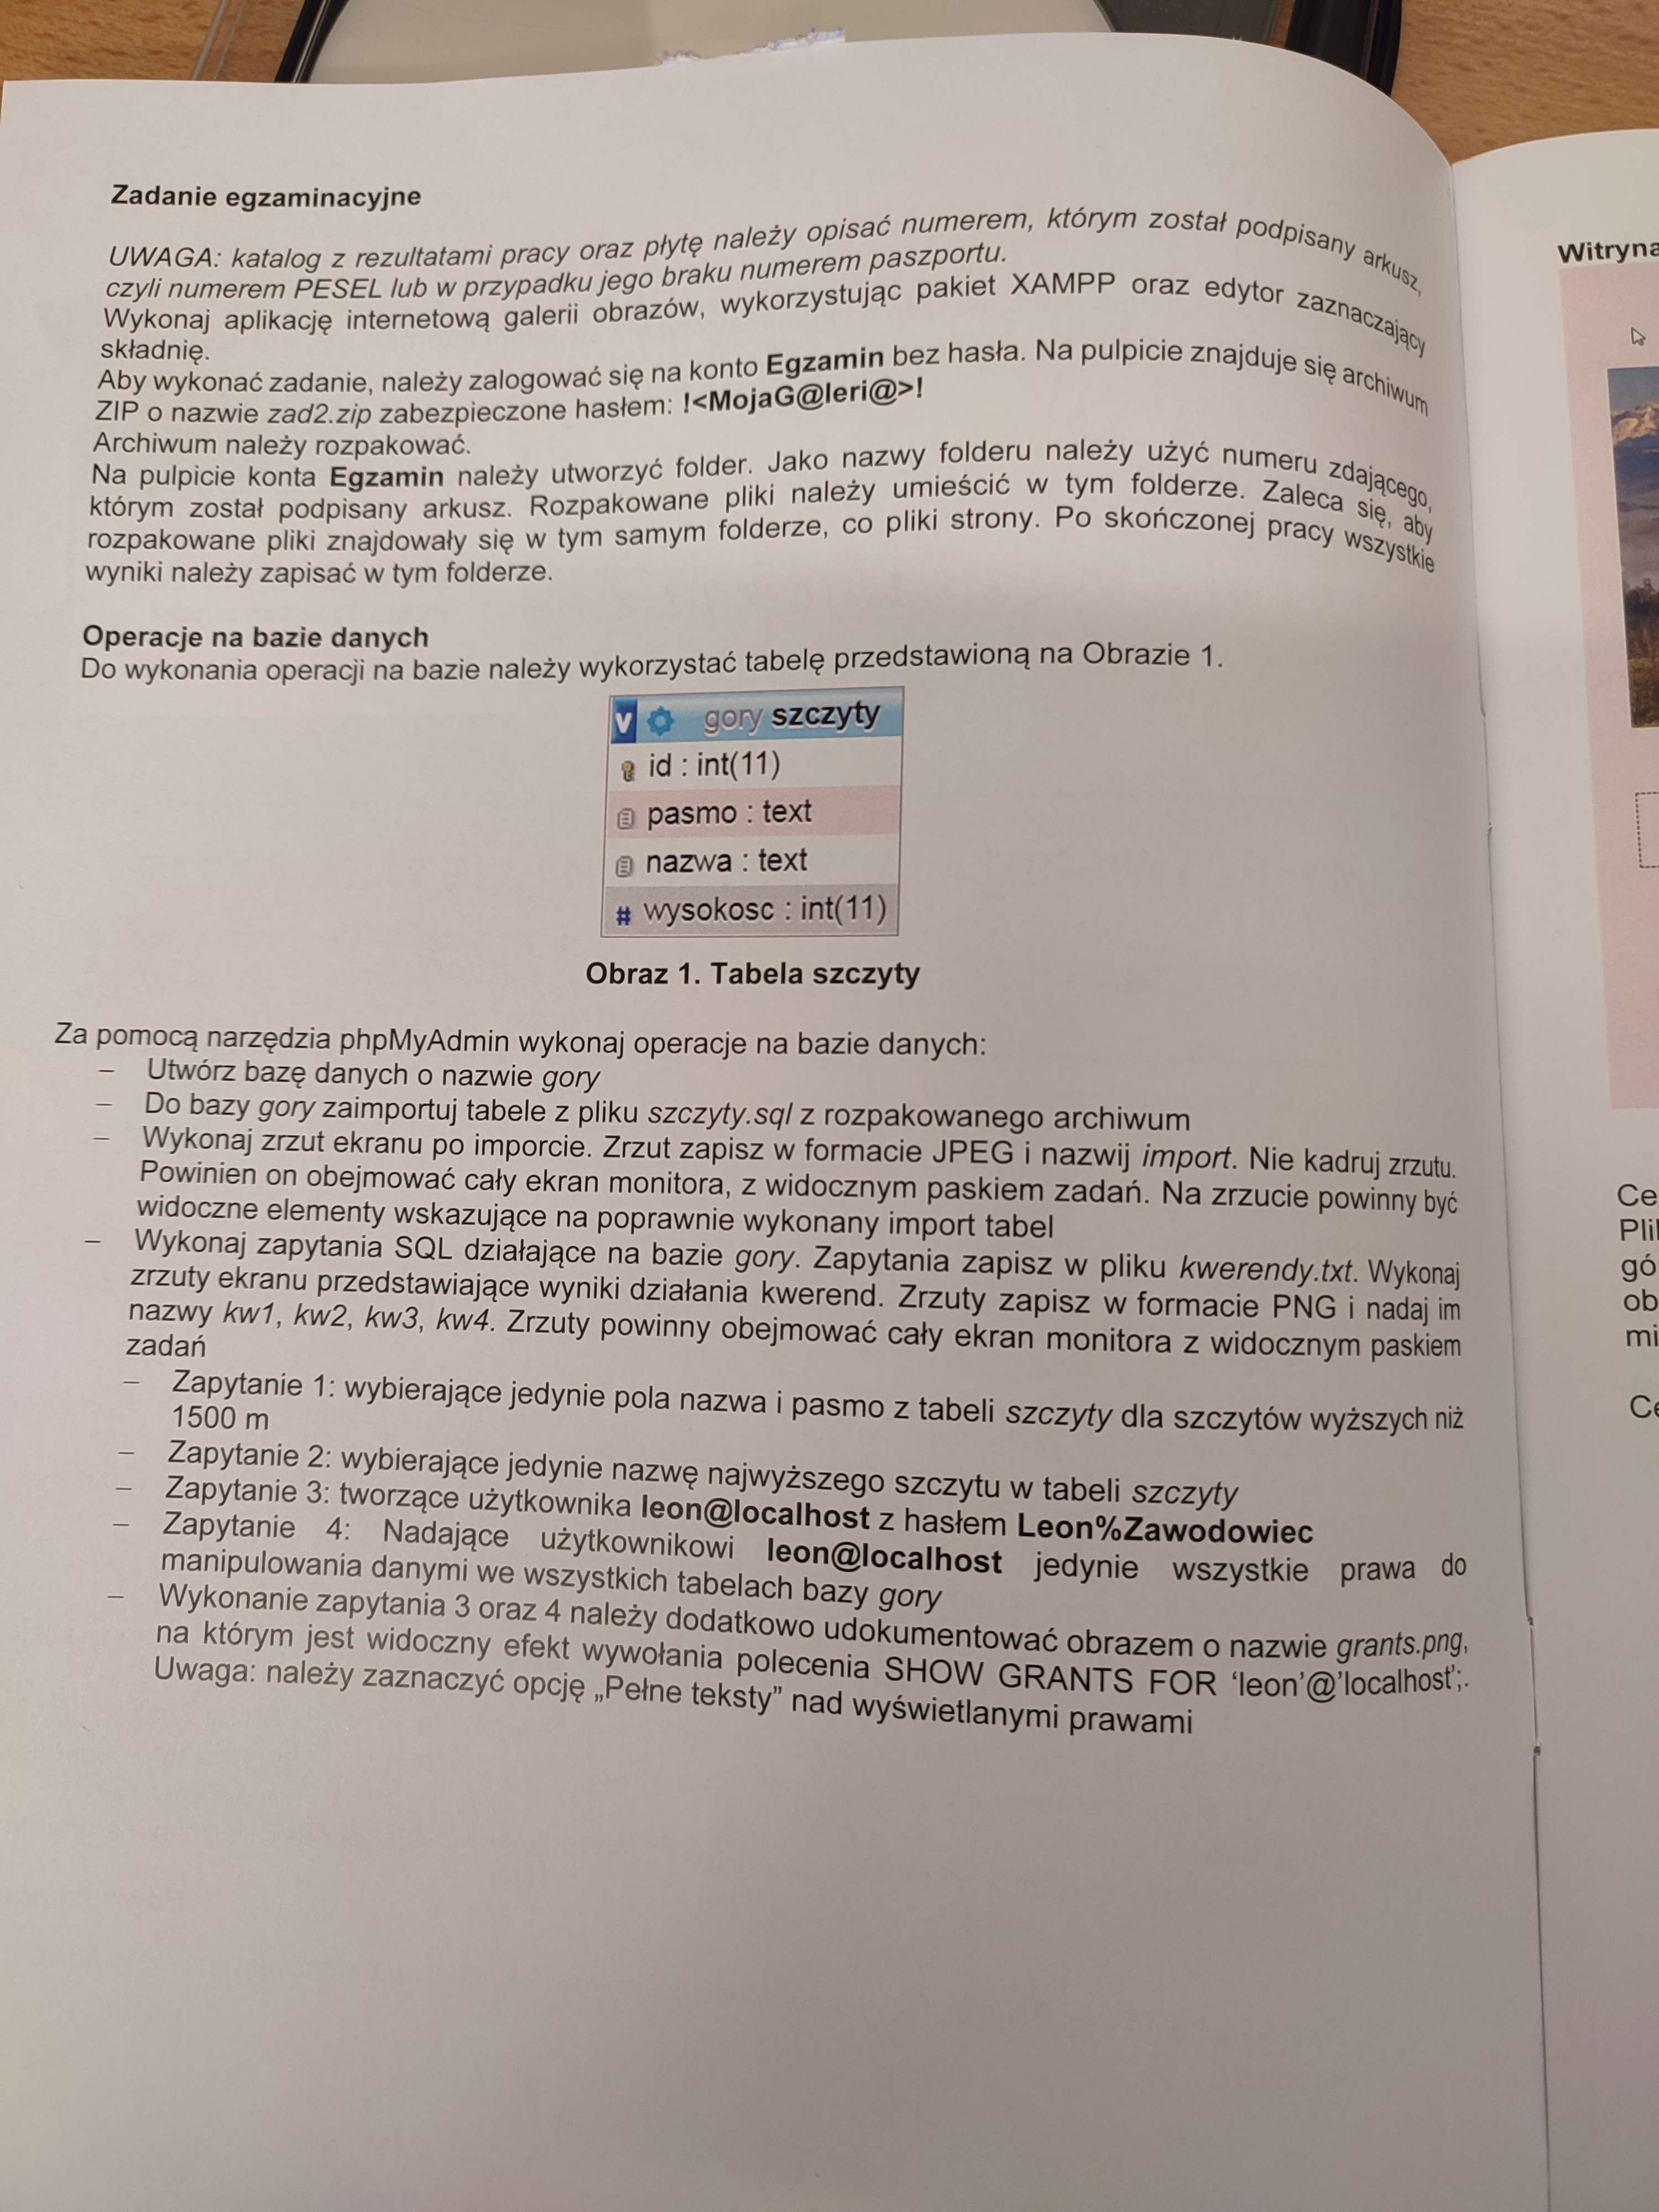 Zadanie egzaminacyjne
UWAGA: katalog z rezultatami pracy oraz płytę należy opisać numerem, którym został podpisany arkusz,
czyli numerem PESEL lub w przypadku jego braku numerem paszportu.
Wykonaj aplikację internetową galerii obrazów, wykorzystując pakiet XAMPP oraz edytor zaznaczający
składnię.
Aby wykonać zadanie, należy zalogować się na konto Egzamin bez hasła. Na pulpicie znajduje się archiwum
ZIP o nazwie zad2.zip zabezpieczone hasłem: !<MojaG@leri@>!
Archiwum należy rozpakować.
Na pulpicie konta Egzamin należy utworzyć folder. Jako nazwy folderu należy użyć numeru zdającego,
którym został podpisany arkusz. Rozpakowane pliki należy umieścić w tym folderze. Zaleca się, aby
rozpakowane pliki znajdowały się w tym samym folderze, co pliki strony. Po skończonej pracy wszystkie
wyniki należy zapisać w tym folderze.
Operacje na bazie danych
Do wykonania operacji na bazie należy wykorzystać tabelę przedstawioną na Obrazie 1.
v gory szczyty
id : int(11)
pasmo : text
nazwa : text
# wysokosc : int(11)
Obraz 1. Tabela szczyty
Za pomocą narzędzia phpMyAdmin wykonaj operacje na bazie danych:
– Utwórz bazę danych o nazwie gory
– Do bazy gory zaimportuj tabele z pliku szczyty.sql z rozpakowanego archiwum
– Wykonaj zrzut ekranu po imporcie. Zrzut zapisz w formacie JPEG i nazwij import. Nie kadruj zrzutu.
Powinien on obejmować cały ekran monitora, z widocznym paskiem zadań. Na zrzucie powinny być
widoczne elementy wskazujące na poprawnie wykonany import tabel
– Wykonaj zapytania SQL działające na bazie gory. Zapytania zapisz w pliku kwerendy.txt. Wykonaj
zrzuty ekranu przedstawiające wyniki działania kwerend. Zrzuty zapisz w formacie PNG i nadaj im
nazwy kw1, kw2, kw3, kw4. Zrzuty powinny obejmować cały ekran monitora z widocznym paskiem
zadań
– Zapytanie 1: wybierające jedynie pola nazwa i pasmo z tabeli szczyty dla szczytów wyższych niż
1500 m
– Zapytanie 2: wybierające jedynie nazwę najwyższego szczytu w tabeli szczyty
– Zapytanie 3: tworzące użytkownika leon@localhost z hasłem Leon%Zawodowiec
– Zapytanie 4: Nadające użytkownikowi leon@localhost jedynie wszystkie prawa do
manipulowania danymi we wszystkich tabelach bazy gory
– Wykonanie zapytania 3 oraz 4 należy dodatkowo udokumentować obrazem o nazwie grants.png,
na którym jest widoczny efekt wywołania polecenia SHOW GRANTS FOR ‘leon’@’localhost’;.
Uwaga: należy zaznaczyć opcję „Pełne teksty” nad wyświetlanymi prawami
Witryna